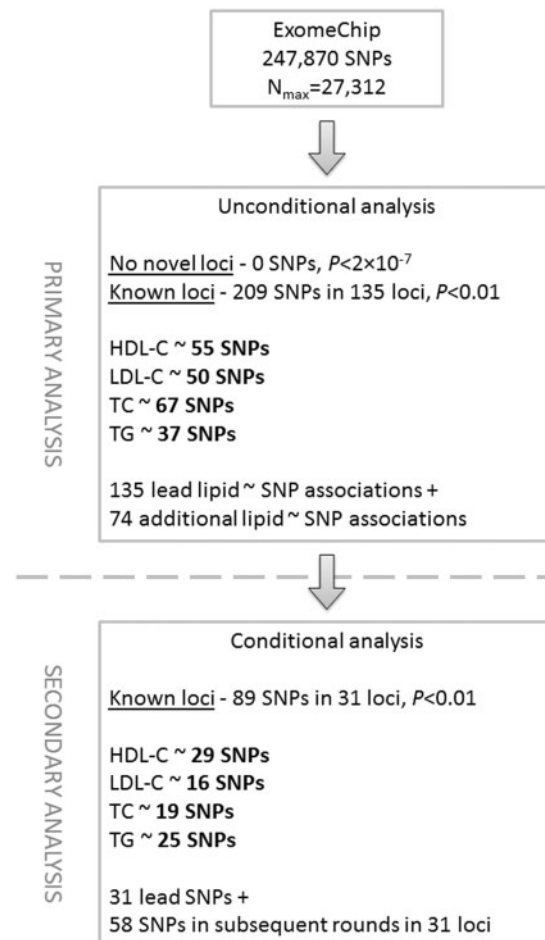 ExomeChip
247,870 SNPs
Nmax=27,312
PRIMARY ANALYSIS
Unconditional analysis
No novel loci - 0 SNPs, P<2×10-7
Known loci - 209 SNPs in 135 loci, P<0.01
HDL-C ~ 55 SNPs
LDL-C ~ 50 SNPs
TC ~ 67 SNPs
TG ~ 37 SNPs
135 lead lipid ~ SNP associations +
74 additional lipid ~ SNP associations
SECONDARY ANALYSIS
Conditional analysis
Known loci - 89 SNPs in 31 loci, P<0.01
HDL-C ~ 29 SNPs
LDL-C ~ 16 SNPs
TC ~ 19 SNPs
TG ~ 25 SNPs
31 lead SNPs +
58 SNPs in subsequent rounds in 31 loci